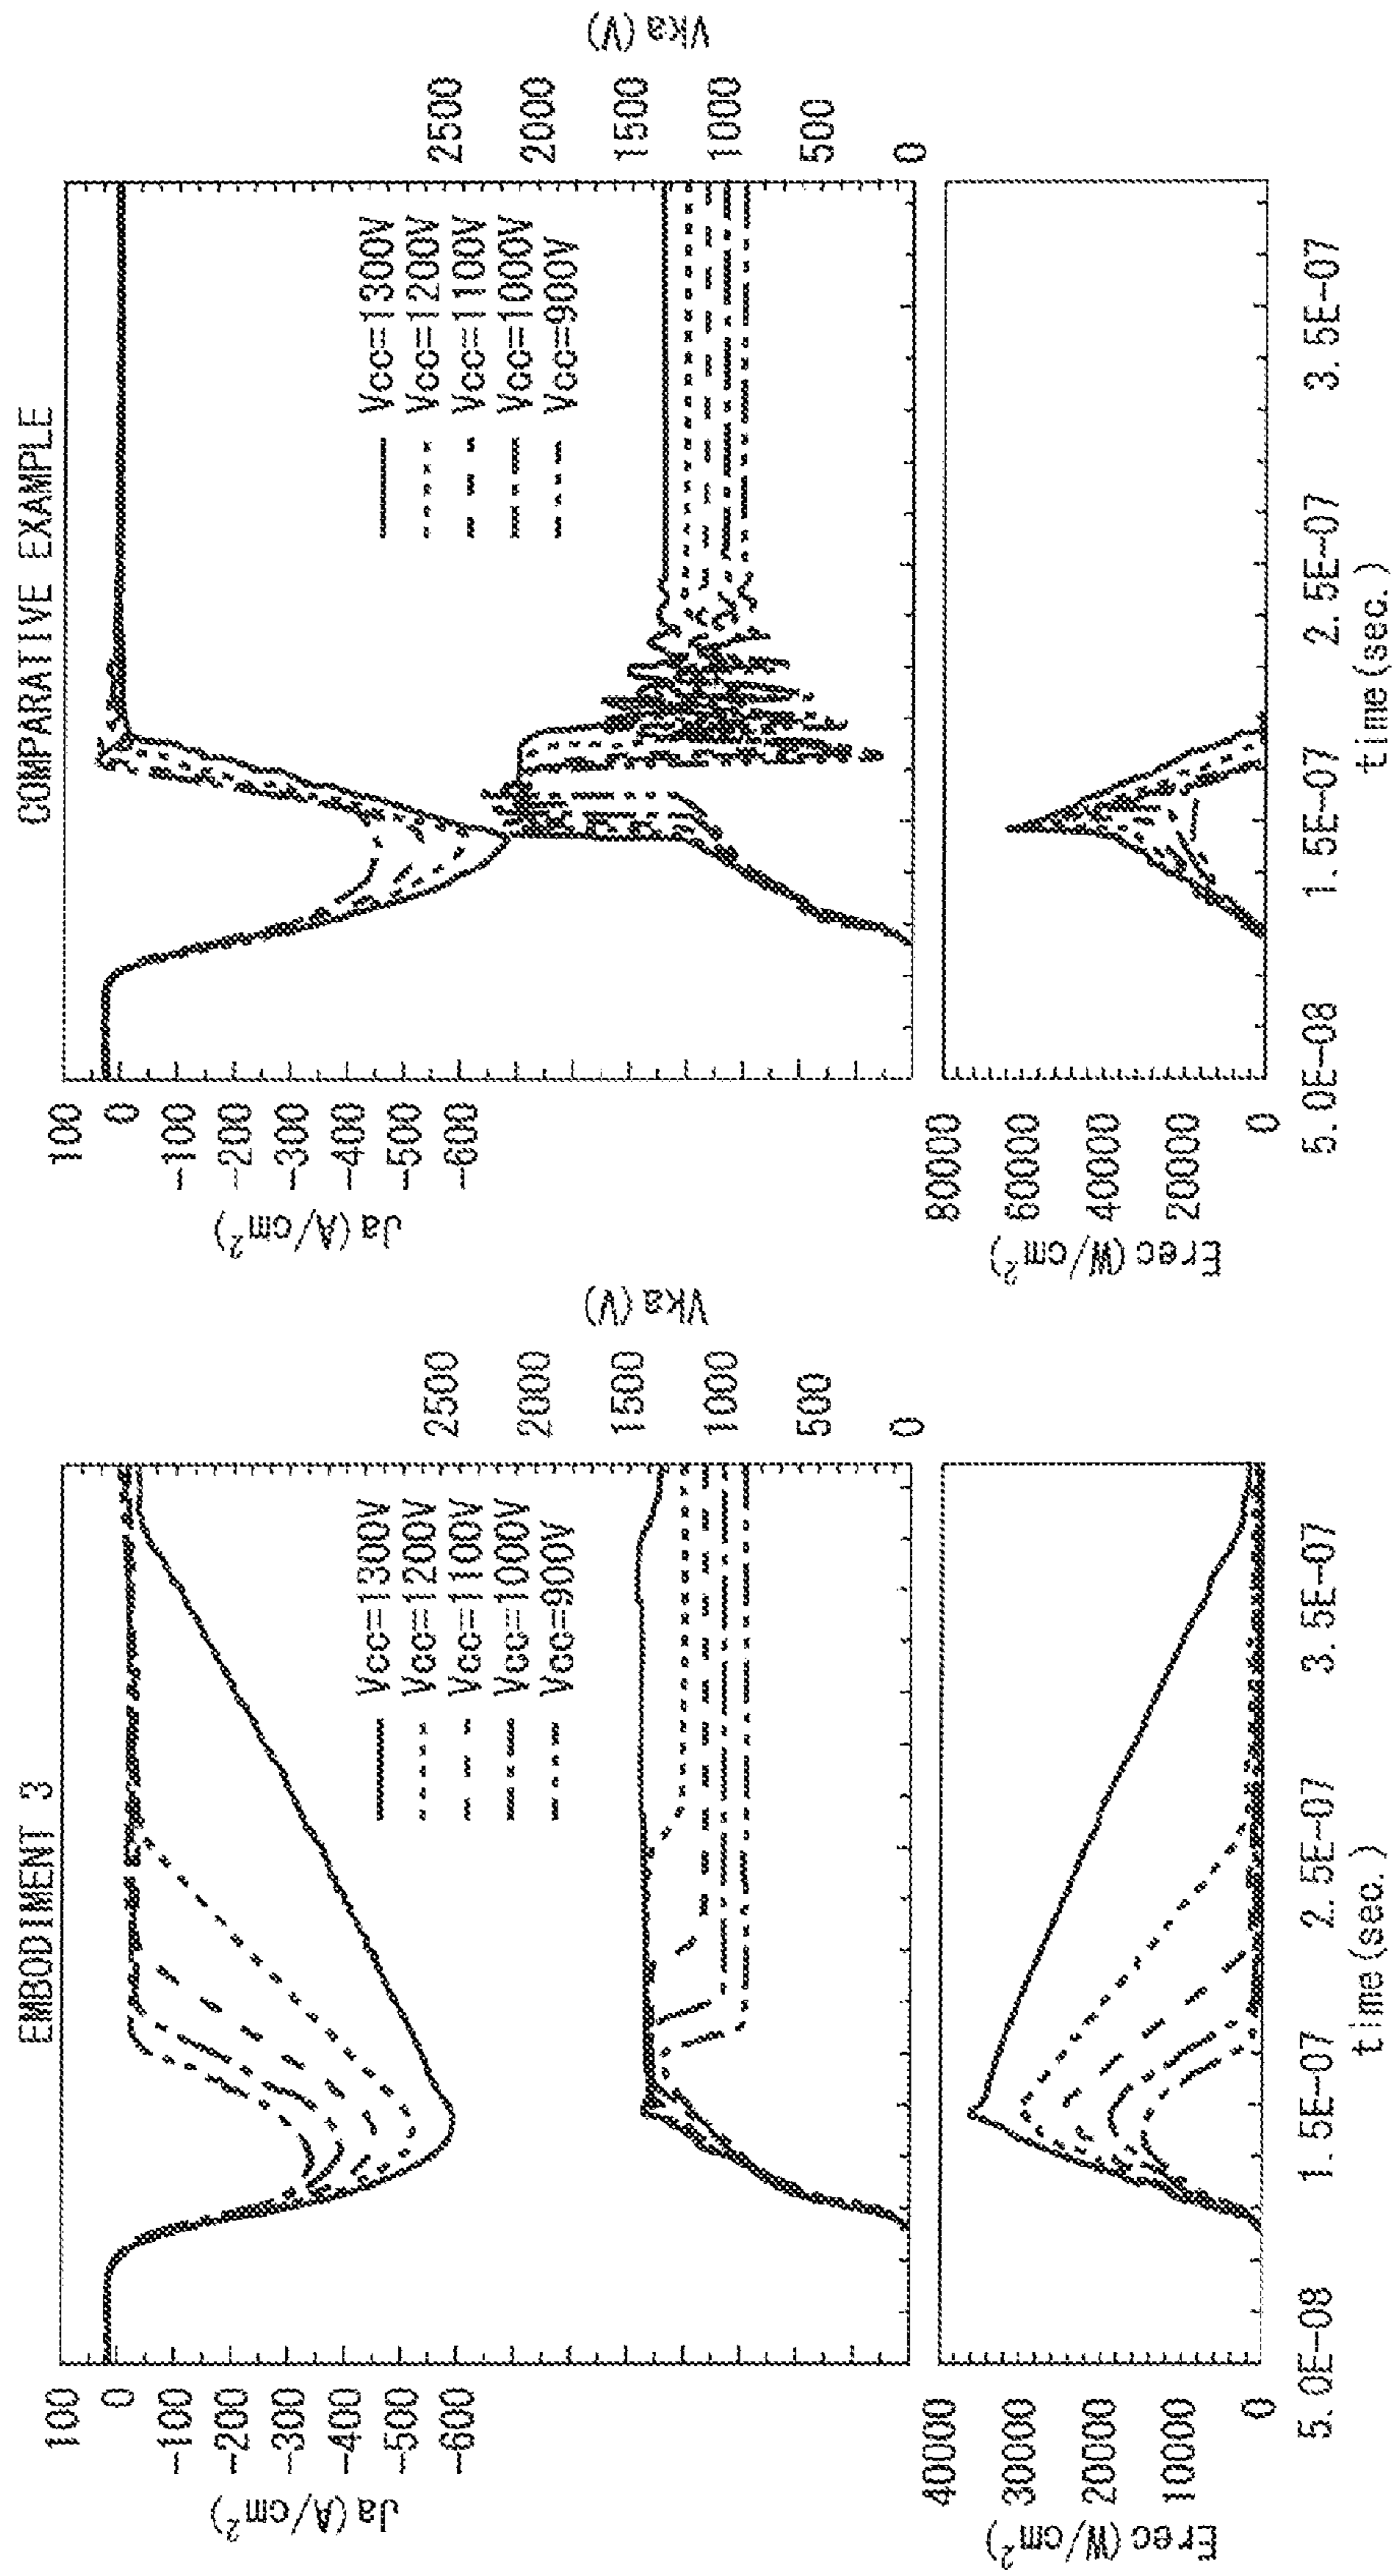 EMBODIMENT 3
100
0
-100
-200
-300
-400
-500
-600
Ja(A/cm²)
Vcc=1300V
Vcc=1200V
Vcc=1100V
Vcc=1000V
Vcc=900V
2500
2000
1500
1000
500
0
Vka(V)
40000
30000
20000
10000
0
Erec(W/cm²)
5.0E-08
1.5E-07
2.5E-07
3.5E-07
time(sec.)
COMPARATIVE EXAMPLE
100
0
-100
-200
-300
-400
-500
-600
Ja(A/cm²)
Vcc=1300V
Vcc=1200V
Vcc=1100V
Vcc=1000V
Vcc=900V
2500
2000
1500
1000
500
0
Vka(V)
80000
60000
40000
20000
0
Erec(W/cm²)
5.0E-08
1.5E-07
2.5E-07
3.5E-07
time(sec.)